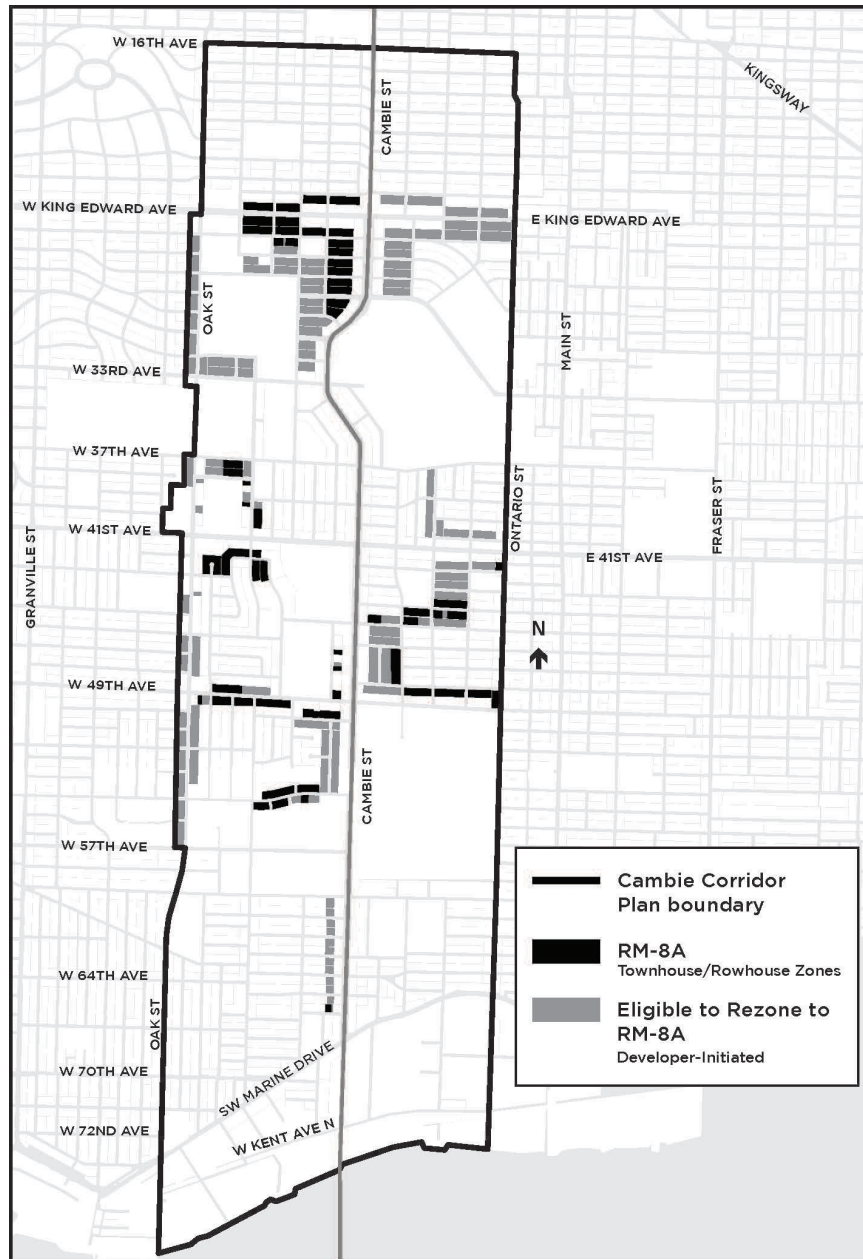 W 16TH AVE
KINGSWAY
CAMBIE ST
W KING EDWARD AVE
E KING EDWARD AVE
OAK ST
MAIN ST
W 33RD AVE
W 37TH AVE
ONTARIO ST
FRASER ST
W 41ST AVE
E 41ST AVE
GRANVILLE ST
N
W 49TH AVE
CAMBIE ST
W 57TH AVE
Cambie Corridor
Plan boundary
RM-8A
Townhouse/Rowhouse Zones
W 64TH AVE
Eligible to Rezone to
RM-8A
Developer-Initiated
OAK ST
W 70TH AVE
SW MARINE DRIVE
W 72ND AVE
W KENT AVE N